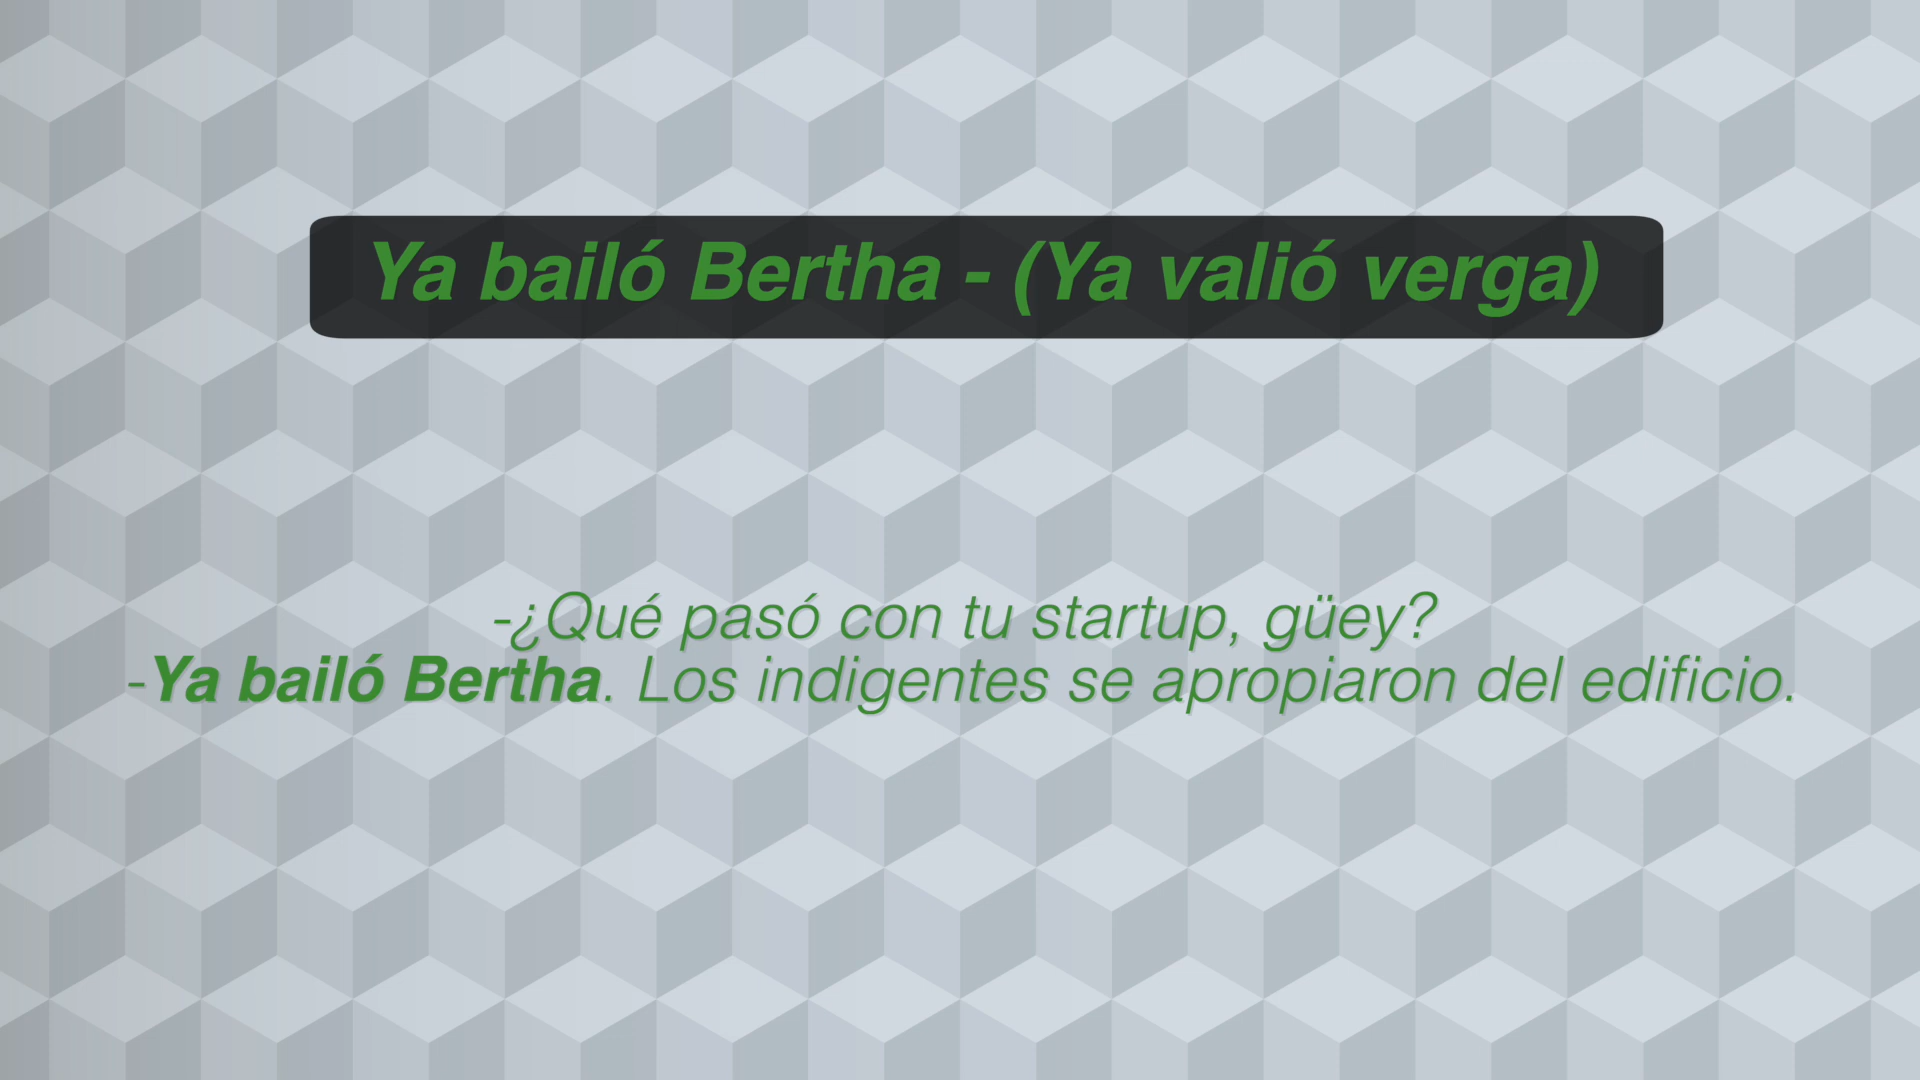 Ya bailó Bertha - (Ya valió verga)
-¿Qué pasó con tu startup, güey?
-Ya bailó Bertha. Los indigentes se apropiaron del edificio.